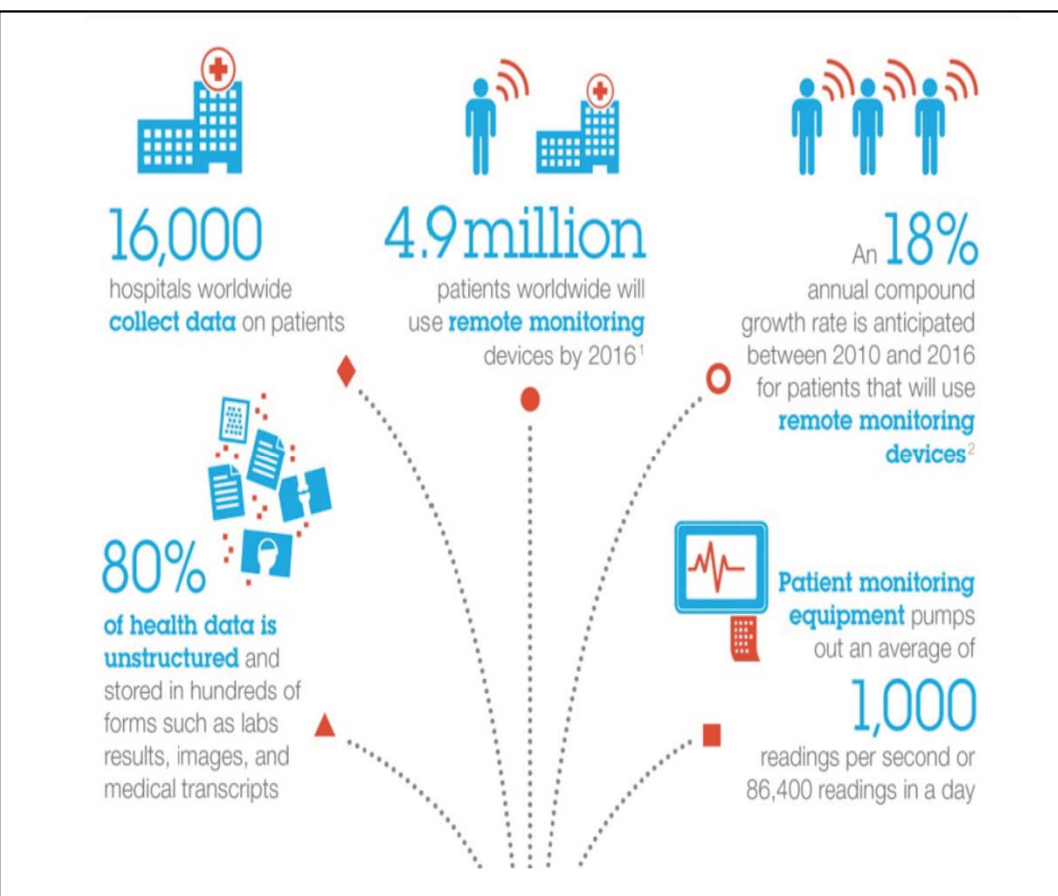 16,000
hospitals worldwide
collect data on patients
4.9 million
patients worldwide will
use remote monitoring
devices by 2016¹
An 18%
annual compound
growth rate is anticipated
between 2010 and 2016
for patients that will use
remote monitoring
devices²
80%
of health data is
unstructured and
stored in hundreds of
forms such as labs
results, images, and
medical transcripts
Patient monitoring
equipment pumps
out an average of
1,000
readings per second or
86,400 readings in a day